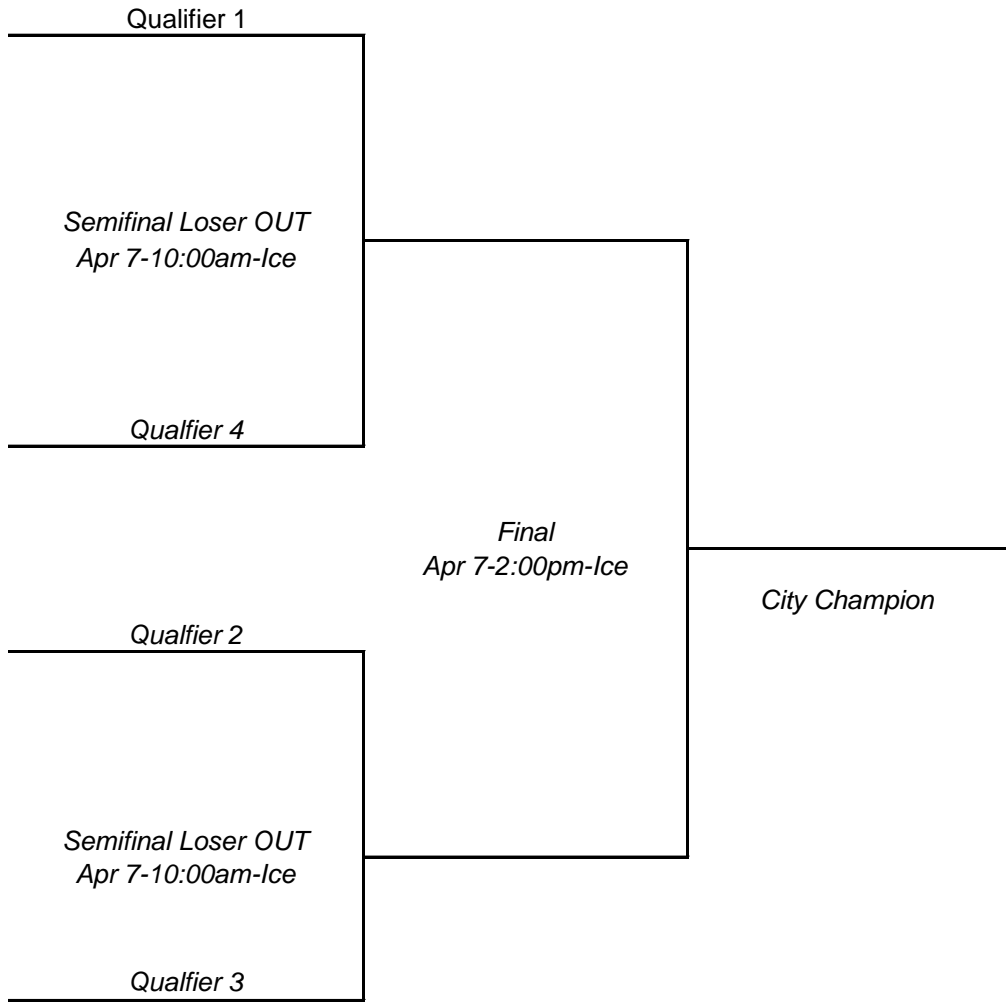 Qualifier 1
Semifinal Loser OUT
Apr 7-10:00am-Ice
Qualfier 4
Final
Apr 7-2:00pm-Ice
City Champion
Qualfier 2
Semifinal Loser OUT
Apr 7-10:00am-Ice
Qualfier 3